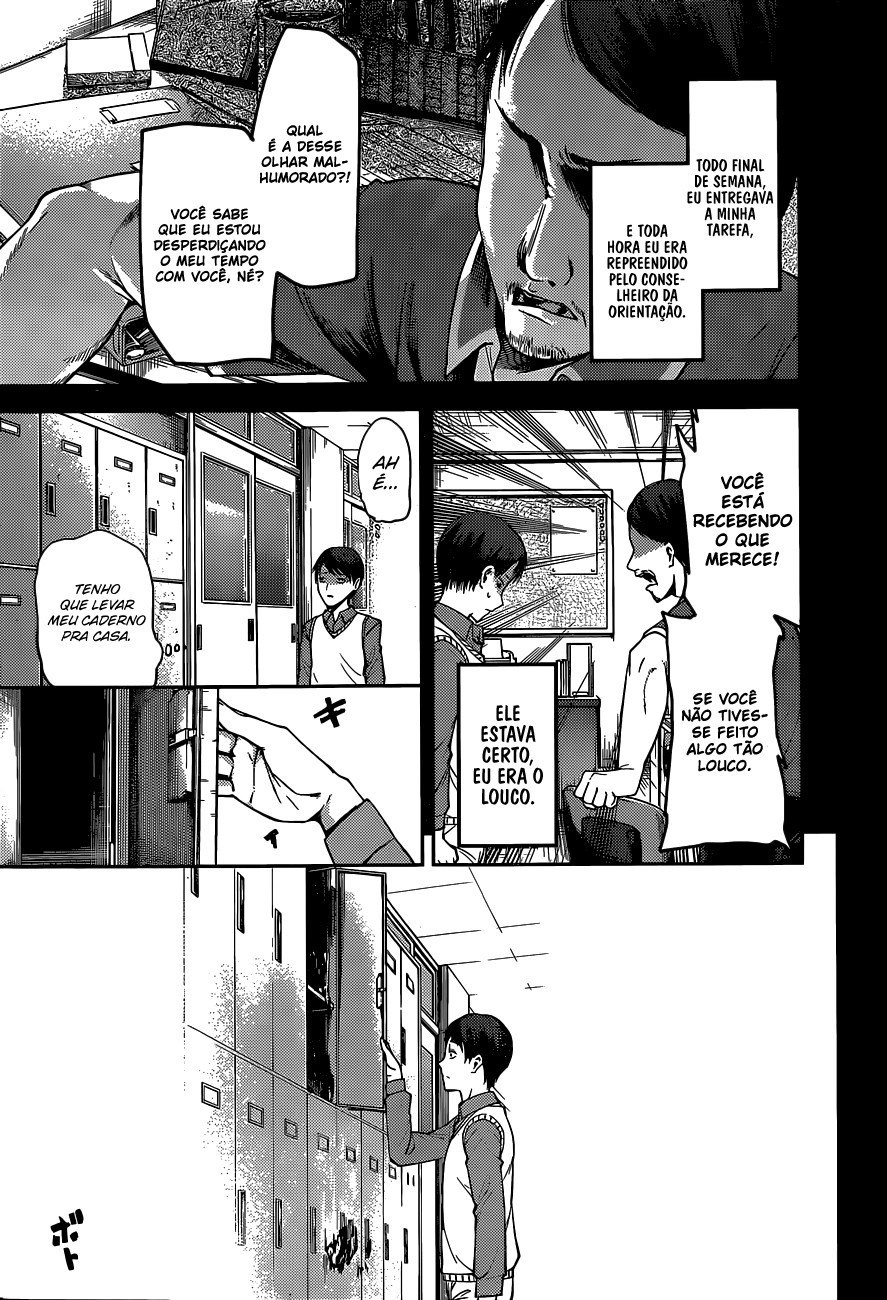 TODO FINAL
DE SEMANA,
EU ENTREGAVA
A MINHA
TAREFA,
E TODA
HORA EU ERA
REPREENDIDO
PELO CONSE-
LHEIRO DA
ORIENTAÇÃO.
QUAL
É A DESSE
OLHAR MAL-
HUMORADO?!
VOCÊ SABE
QUE EU ESTOU
DESPERDIÇANDO
O MEU TEMPO
COM VOCÊ, NÉ?
VOCÊ
ESTÁ
RECEBENDO
O QUE
MERECE!
SE VOCÊ
NÃO TIVES-
SE FEITO
ALGO TÃO
LOUCO.
ELE
ESTAVA
CERTO,
EU ERA O
LOUCO.
AH
É...
TENHO
QUE LEVAR
MEU CADERNO
PRA CASA.
ギィ
ボト